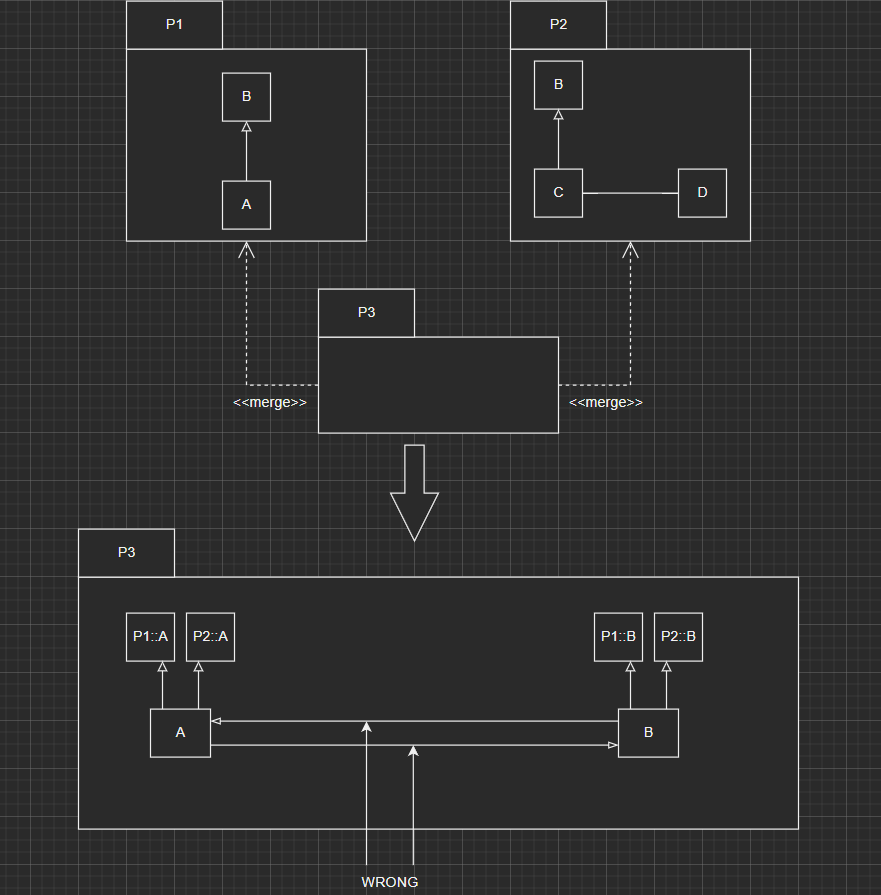 P1
P2
B
B
A
C
D
P3
<<merge>>
<<merge>>
P3
P1::A
P2::A
P1::B
P2::B
A
B
WRONG